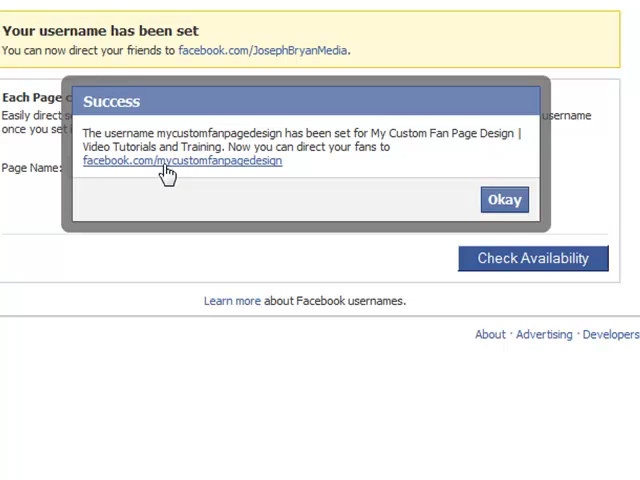 Your username has been set
You can now direct your friends to facebook.com/JosephBryanMedia.
Each Page
Success
Easily direct
username
The username mycustomfanpagedesign has been set for My Custom Fan Page Design |
once you set
Video Tutorials and Training. Now you can direct your fans to
facebook.com/mycustomfanpagedesign
Page Name:
Okay
Check Availability
Learn more about Facebook usernames.
About · Advertising · Developers